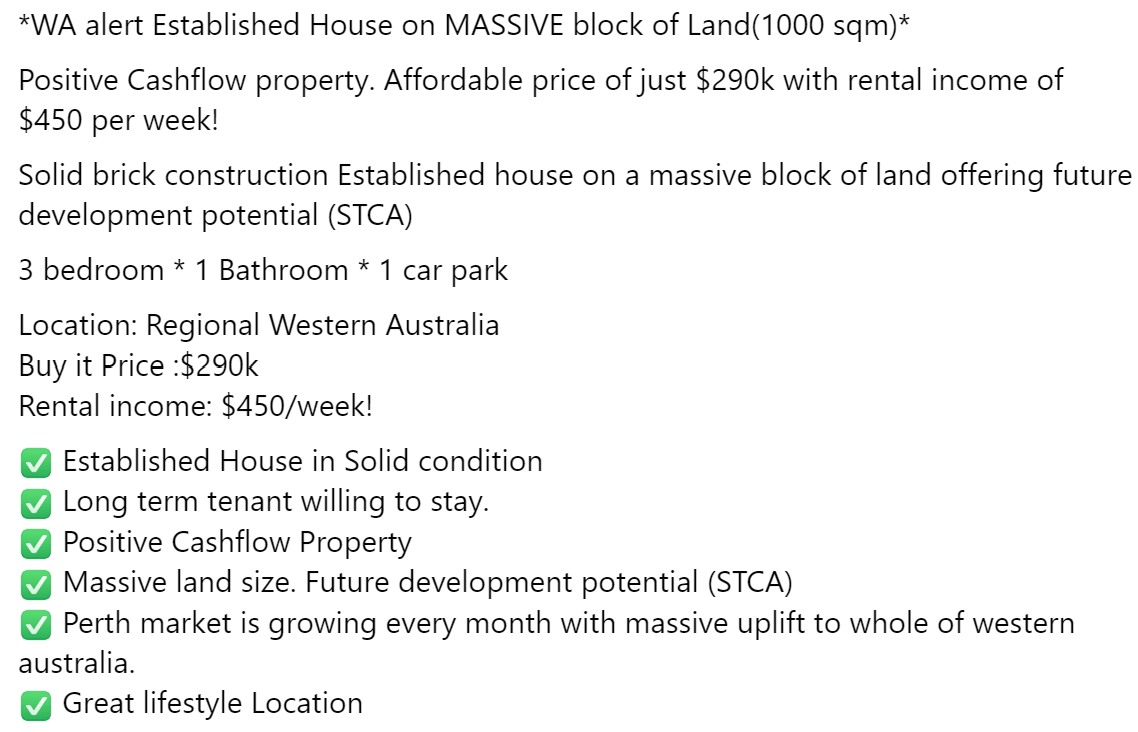 *WA alert Established House on MASSIVE block of Land(1000 sqm)*
Positive Cashflow property. Affordable price of just $290k with rental income of
$450 per week!
Solid brick construction Established house on a massive block of land offering future
development potential (STCA)
3 bedroom * 1 Bathroom * 1 car park
Location: Regional Western Australia
Buy it Price :$290k
Rental income: $450/week!
✅ Established House in Solid condition
✅ Long term tenant willing to stay.
✅ Positive Cashflow Property
✅ Massive land size. Future development potential (STCA)
✅ Perth market is growing every month with massive uplift to whole of western
australia.
✅ Great lifestyle Location